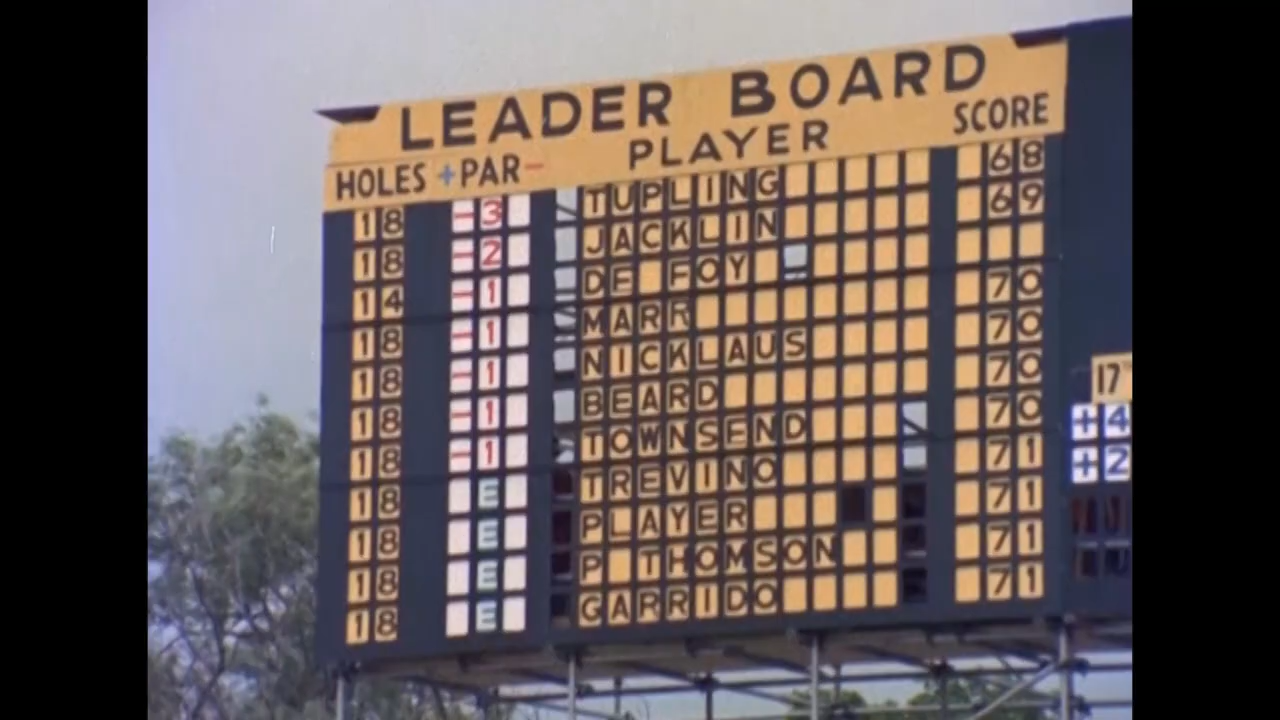 LEADER BOARD
HOLES +PAR- PLAYER SCORE
18 -3 TUPLING 68
18 -2 JACKLIN 69
14 -1 DE FOY
18 -1 MARR 70
18 -1 NICKLAUS 70
18 -1 BEARD 70
18 -1 TOWNSEND 70
18 E TREVINO 71
18 E PLAYER 71
18 E P THOMSON 71
18 E GARRIDO 71
17
+4
+2